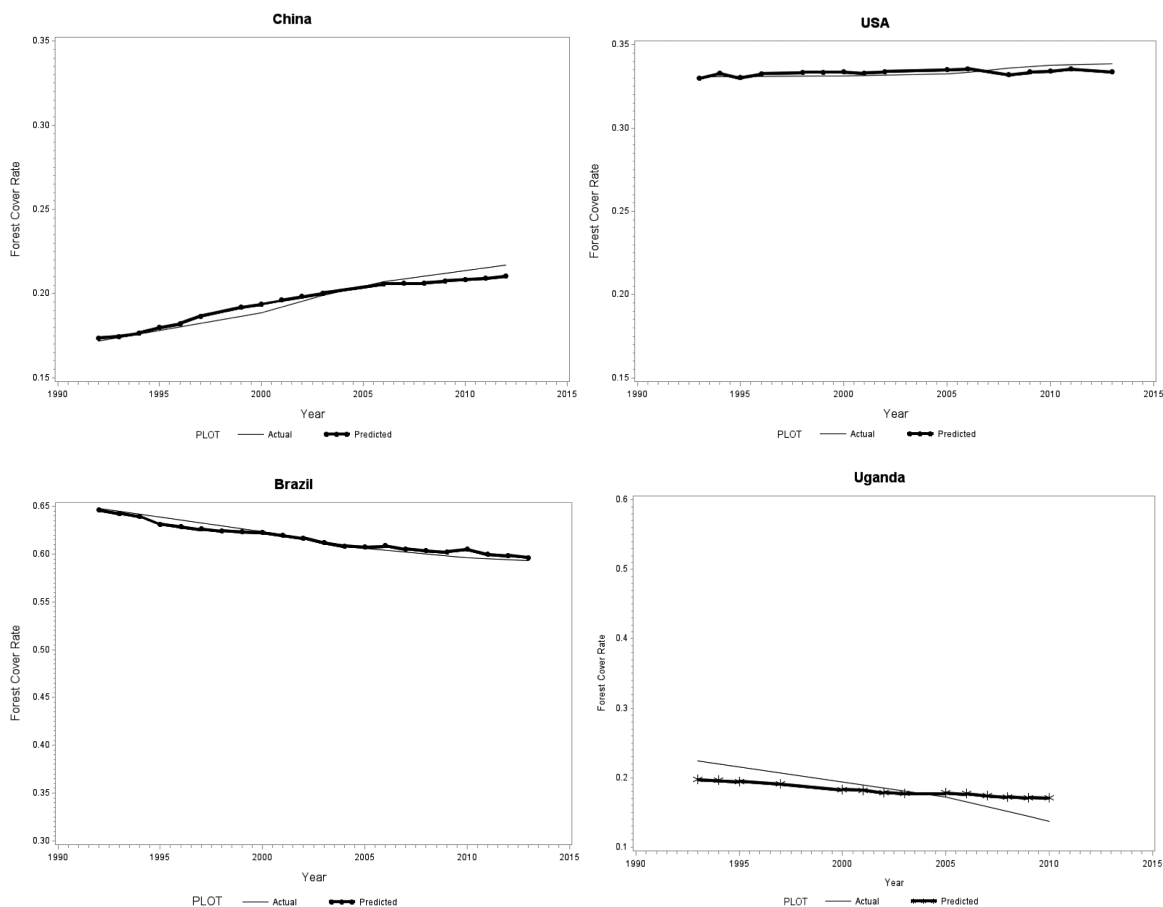 China
0.35
0.30
0.25
0.20
0.15
Forest Cover Rate
1990 1995 2000 2005 2010 2015
Year
PLOT Actual Predicted
USA
0.35
0.30
0.25
0.20
0.15
Forest Cover Rate
1990 1995 2000 2005 2010 2015
Year
PLOT Actual Predicted
Brazil
0.65
0.60
0.55
0.50
0.45
0.40
0.35
0.30
Forest Cover Rate
1990 1995 2000 2005 2010 2015
Year
PLOT Actual Predicted
Uganda
0.6
0.5
0.4
0.3
0.2
0.1
Forest Cover Rate
1990 1995 2000 2005 2010 2015
Year
PLOT Actual Predicted